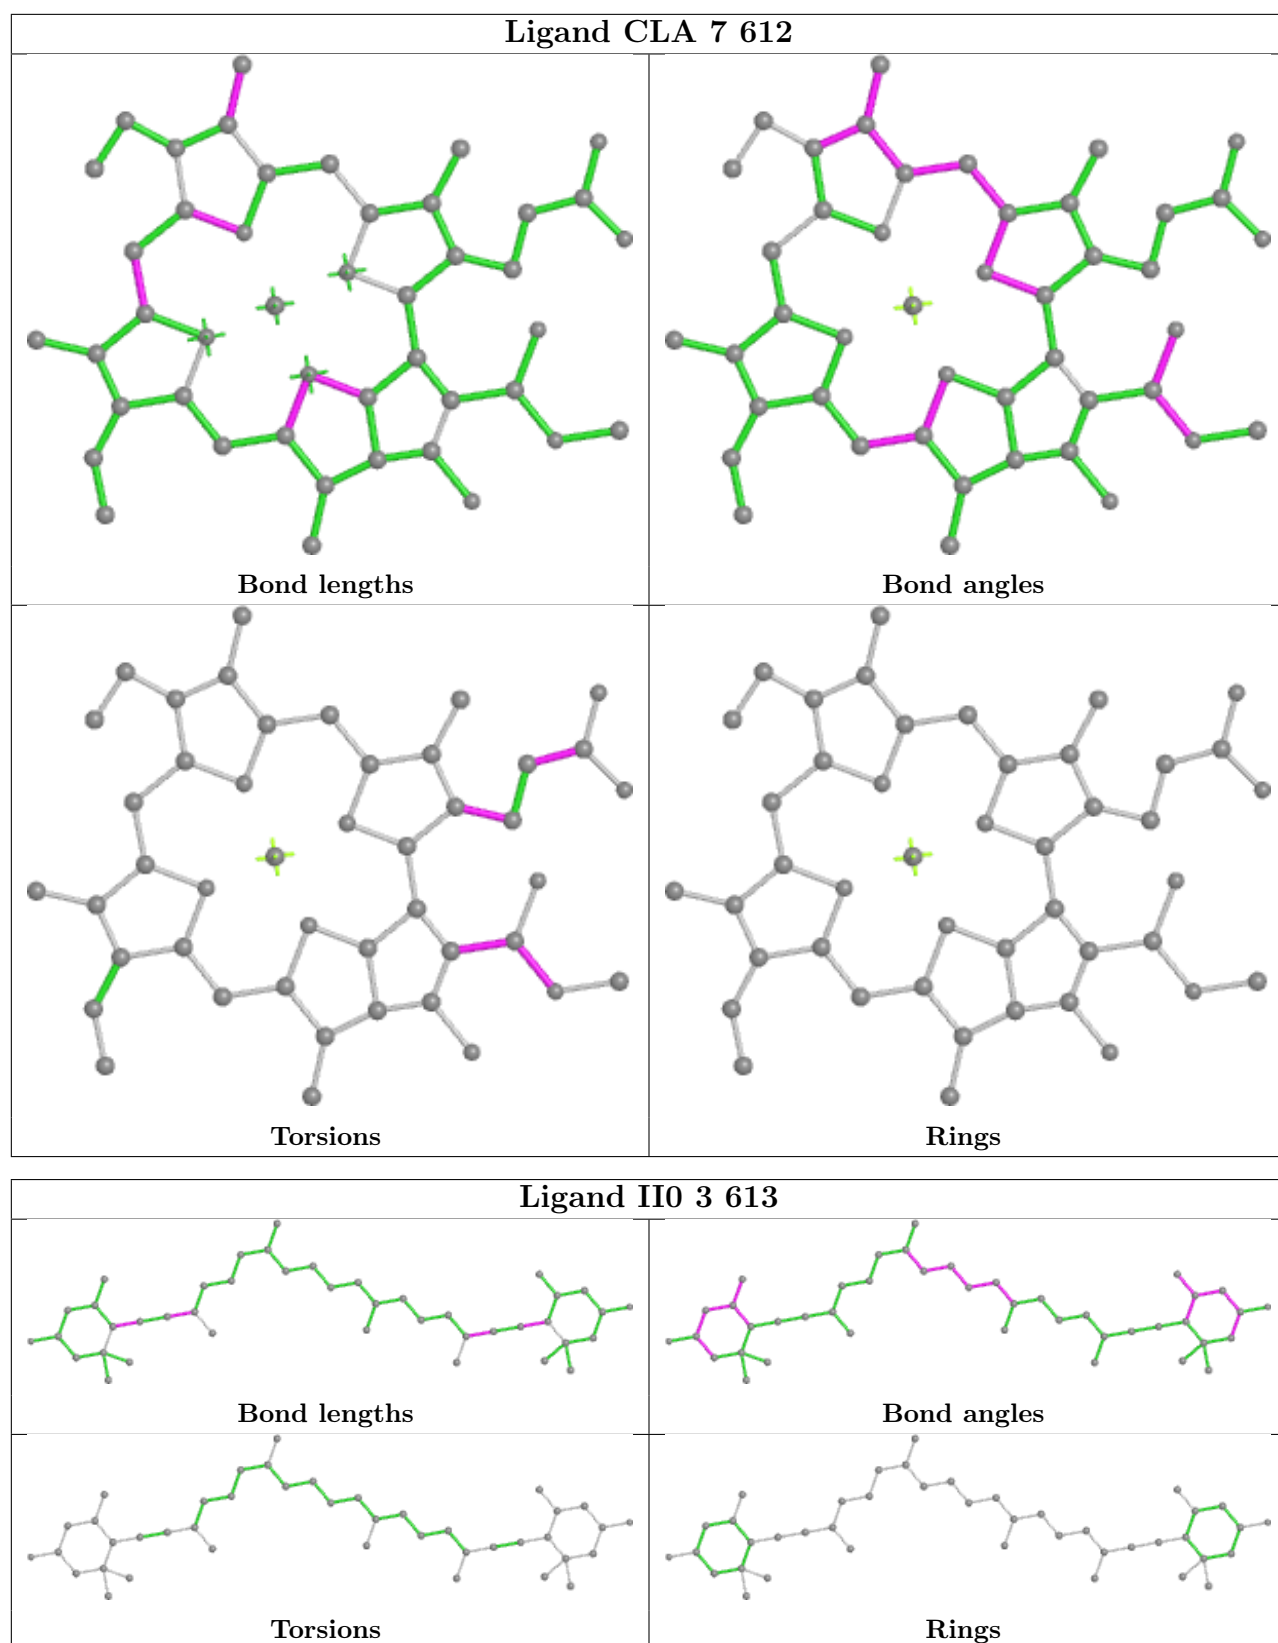 Ligand CLA 7 612
Bond lengths
Bond angles
Torsions
Rings
Ligand II0 3 613
Bond lengths
Bond angles
Torsions
Rings